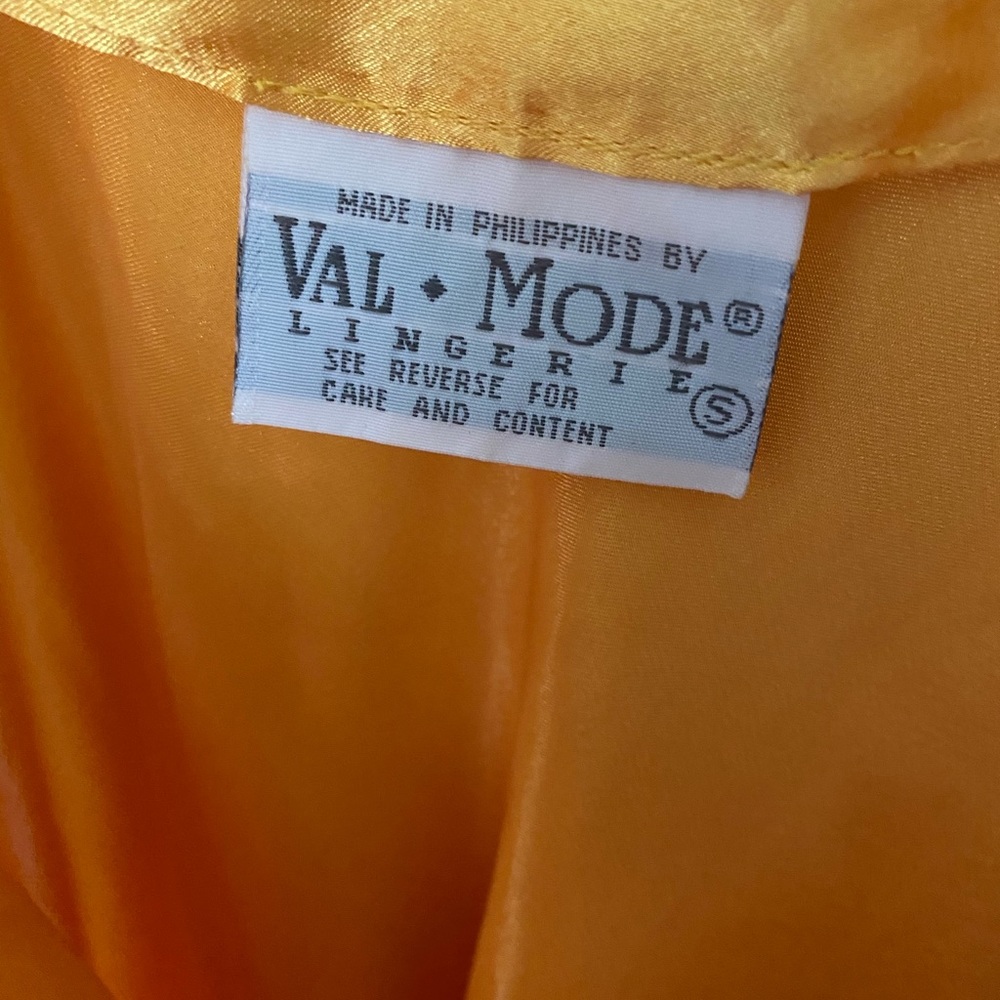 MADE IN PHILIPPINES BY
VAL ♦ MODE®
LINGERIE
SEE REVERSE FOR
CARE AND CONTENT
S